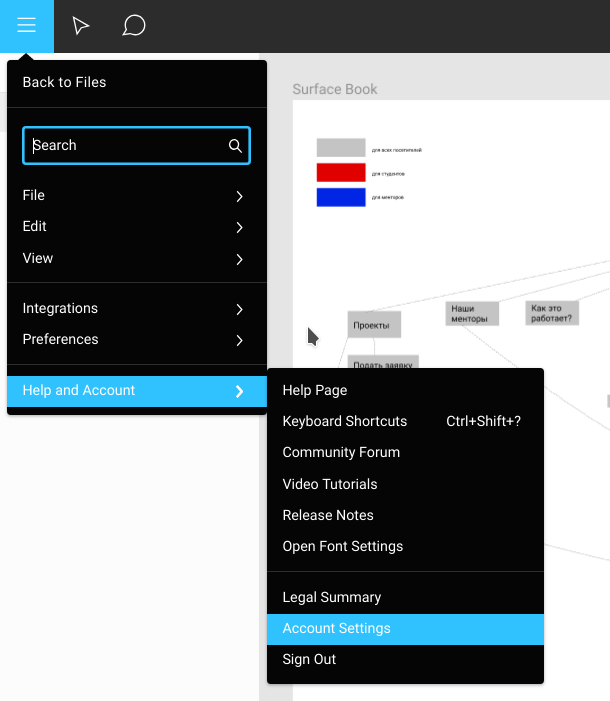 Back to Files
Search
File
Edit
View
Integrations
Preferences
Help and Account
Help Page
Keyboard Shortcuts Ctrl+Shift+?
Community Forum
Video Tutorials
Release Notes
Open Font Settings
Legal Summary
Account Settings
Sign Out
Surface Book
для всех посетителей
для студентов
для менторов
Проекты
Наши
менторы
Как это
работает?
Подать заявку